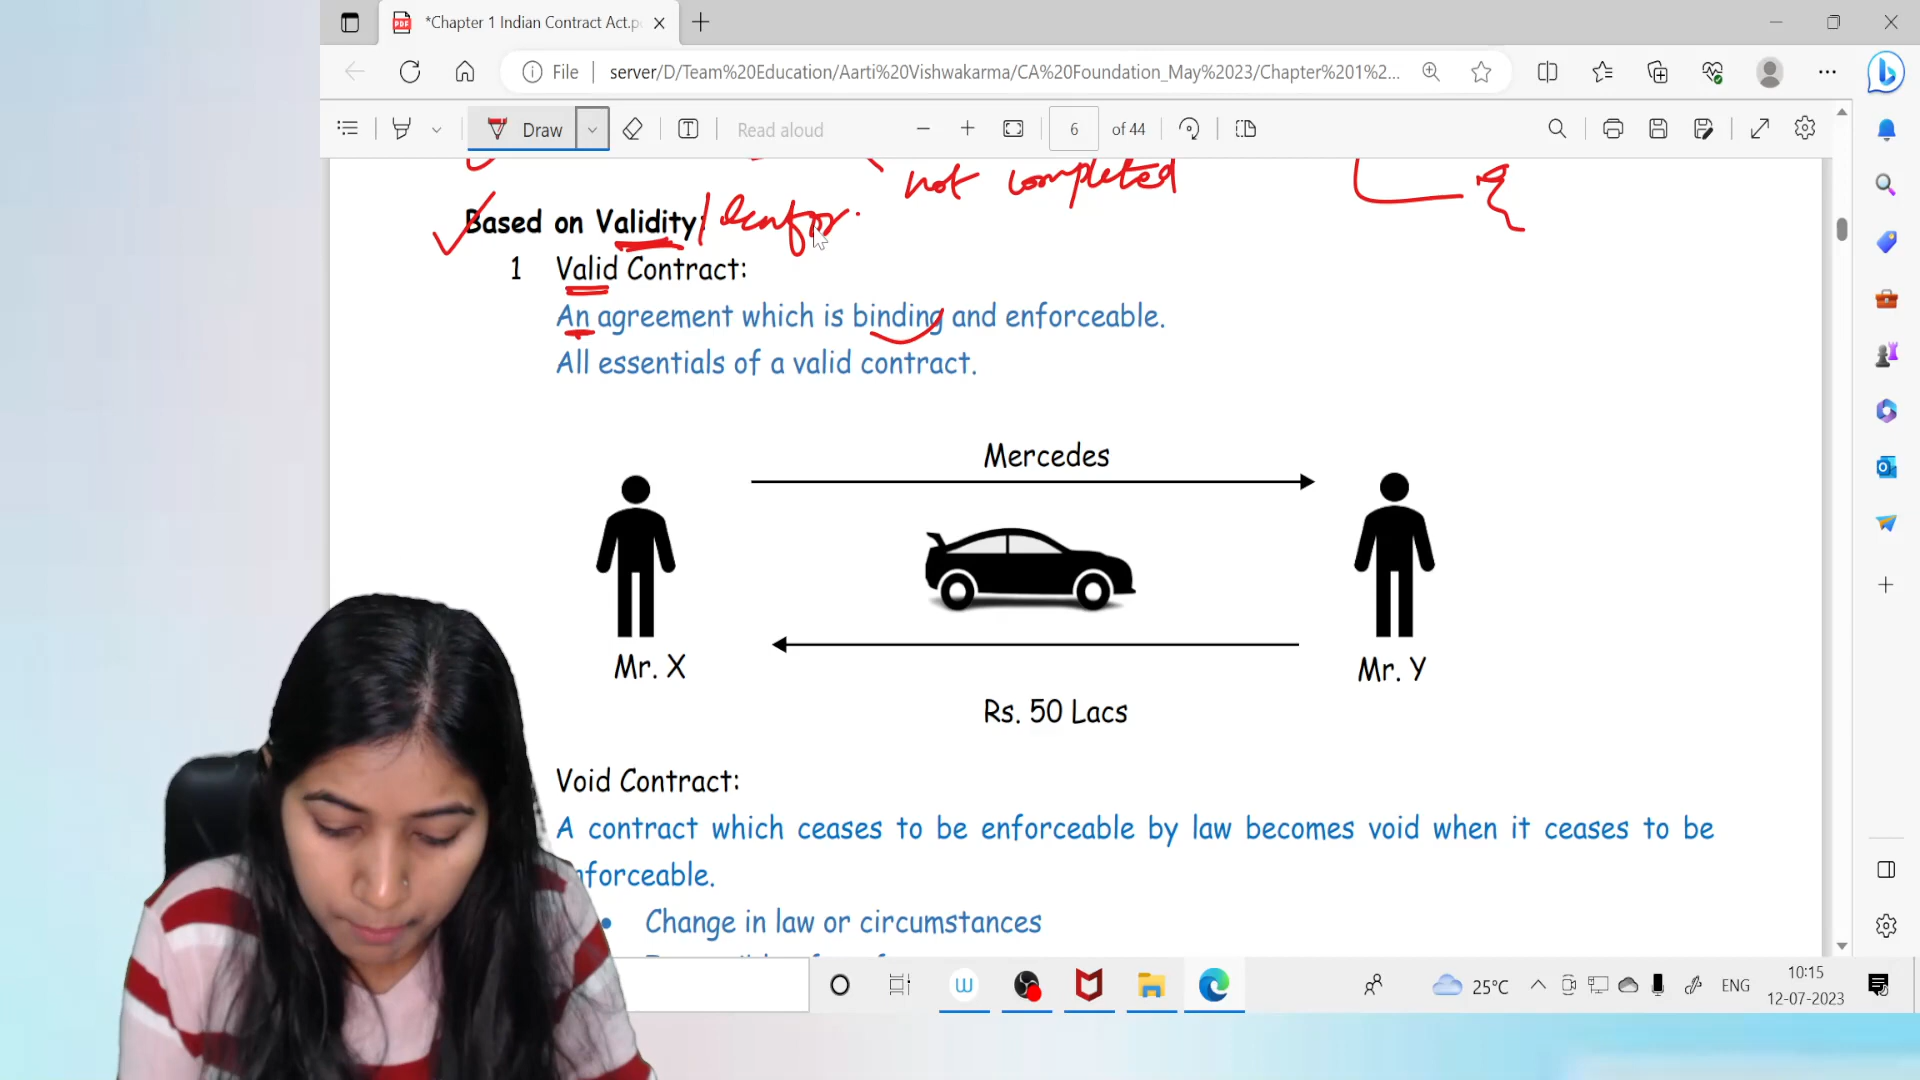 *Chapter 1 Indian Contract Act.p
File
server/D/Team%20Education/Aarti%20Vishwakarma/CA%20Foundation_May%2023/Chapter%201%2...
Draw
Read aloud
6 of 44
not completed
Based on Validity: /
1 Valid Contract:
An agreement which is binding and enforceable.
All essentials of a valid contract.
Mercedes
Mr. X
Mr. Y
Rs. 50 Lacs
Void Contract:
A contract which ceases to be enforceable by law becomes void when it ceases to be
nforceable.
• Change in law or circumstances
25°C
ENG
10:15
12-07-2023